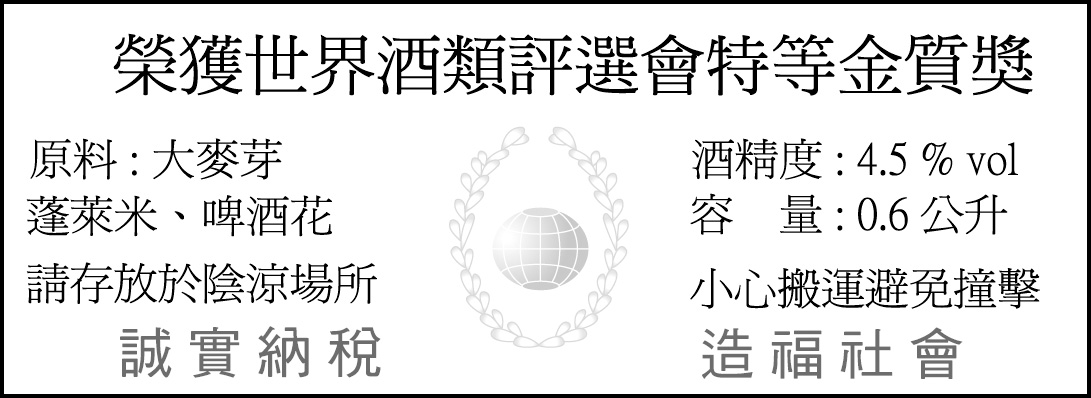 榮獲世界酒類評選會特等金質獎
原料 : 大麥芽
蓬萊米、啤酒花
請存放於陰涼場所
誠實納稅
酒精度 : 4.5 % vol
容　量 : 0.6 公升
小心搬運避免撞擊
造福社會